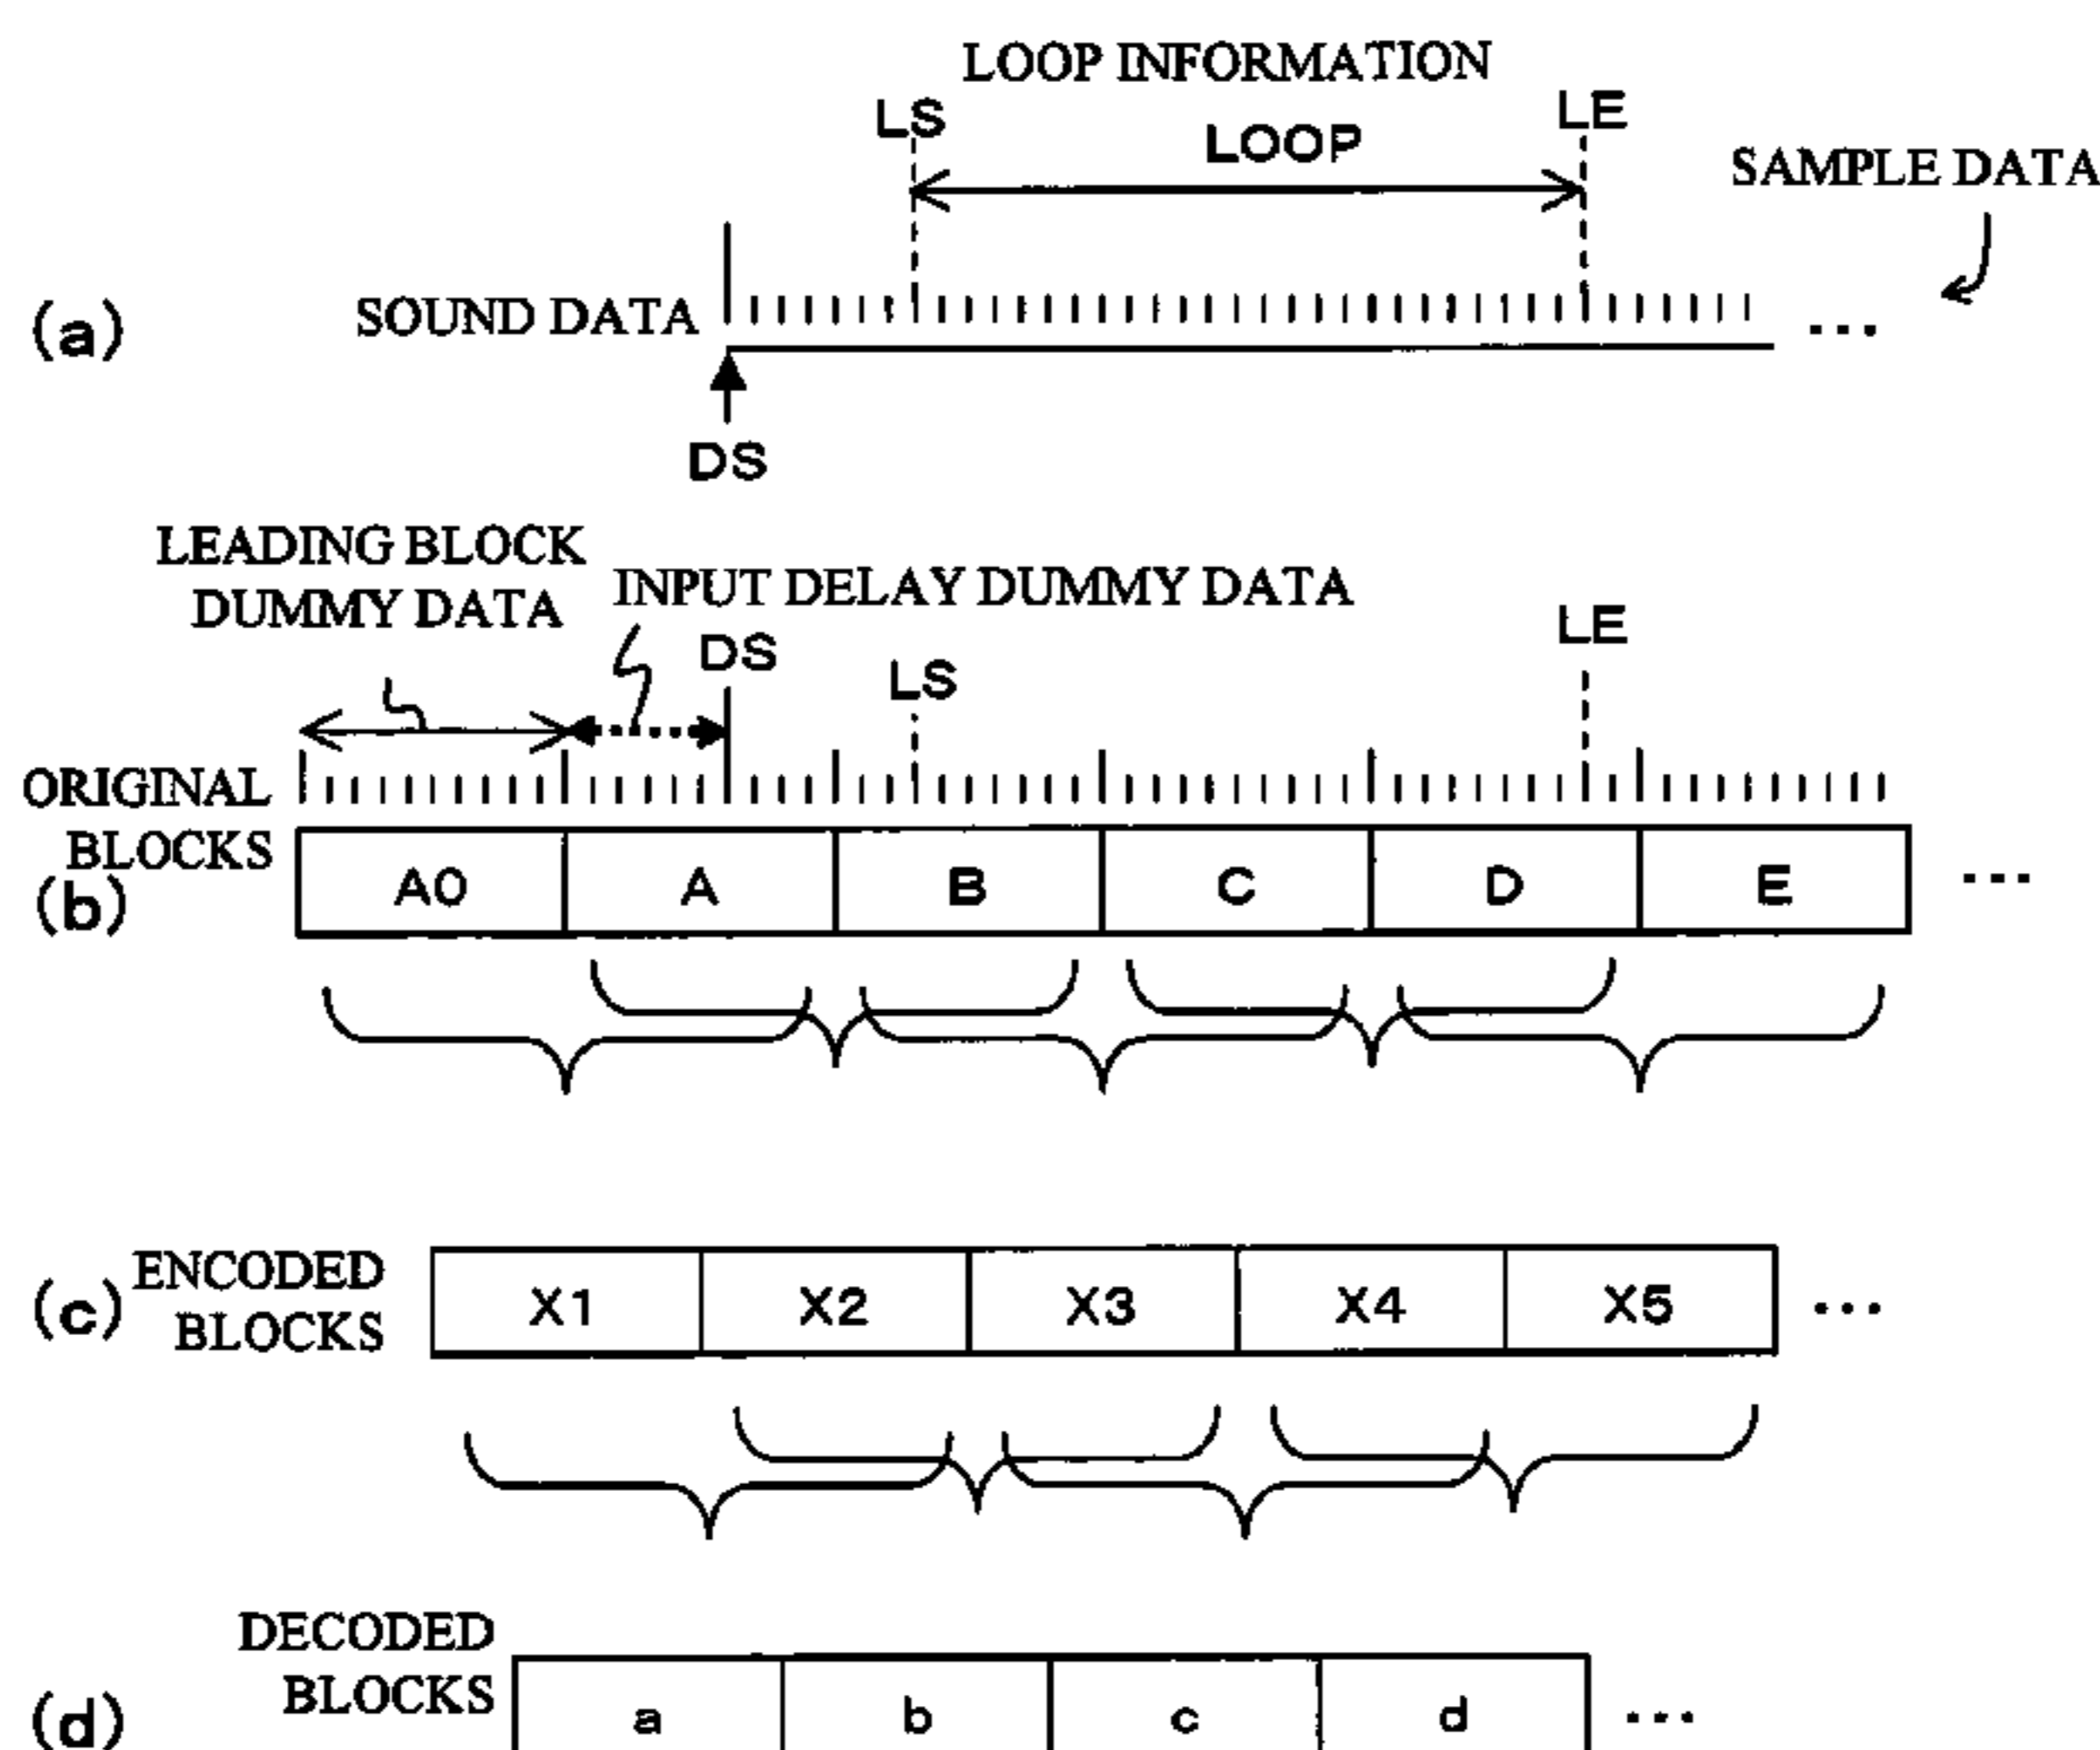 LOOP INFORMATION
LS LOOP LE
SAMPLE DATA
(a) SOUND DATA ...
DS
LEADING BLOCK
DUMMY DATA
INPUT DELAY DUMMY DATA
DS LS LE
ORIGINAL
BLOCKS
(b) A0 A B C D E ...
(c) ENCODED
BLOCKS
X1 X2 X3 X4 X5 ...
DECODED
BLOCKS
(d) a b c d ...